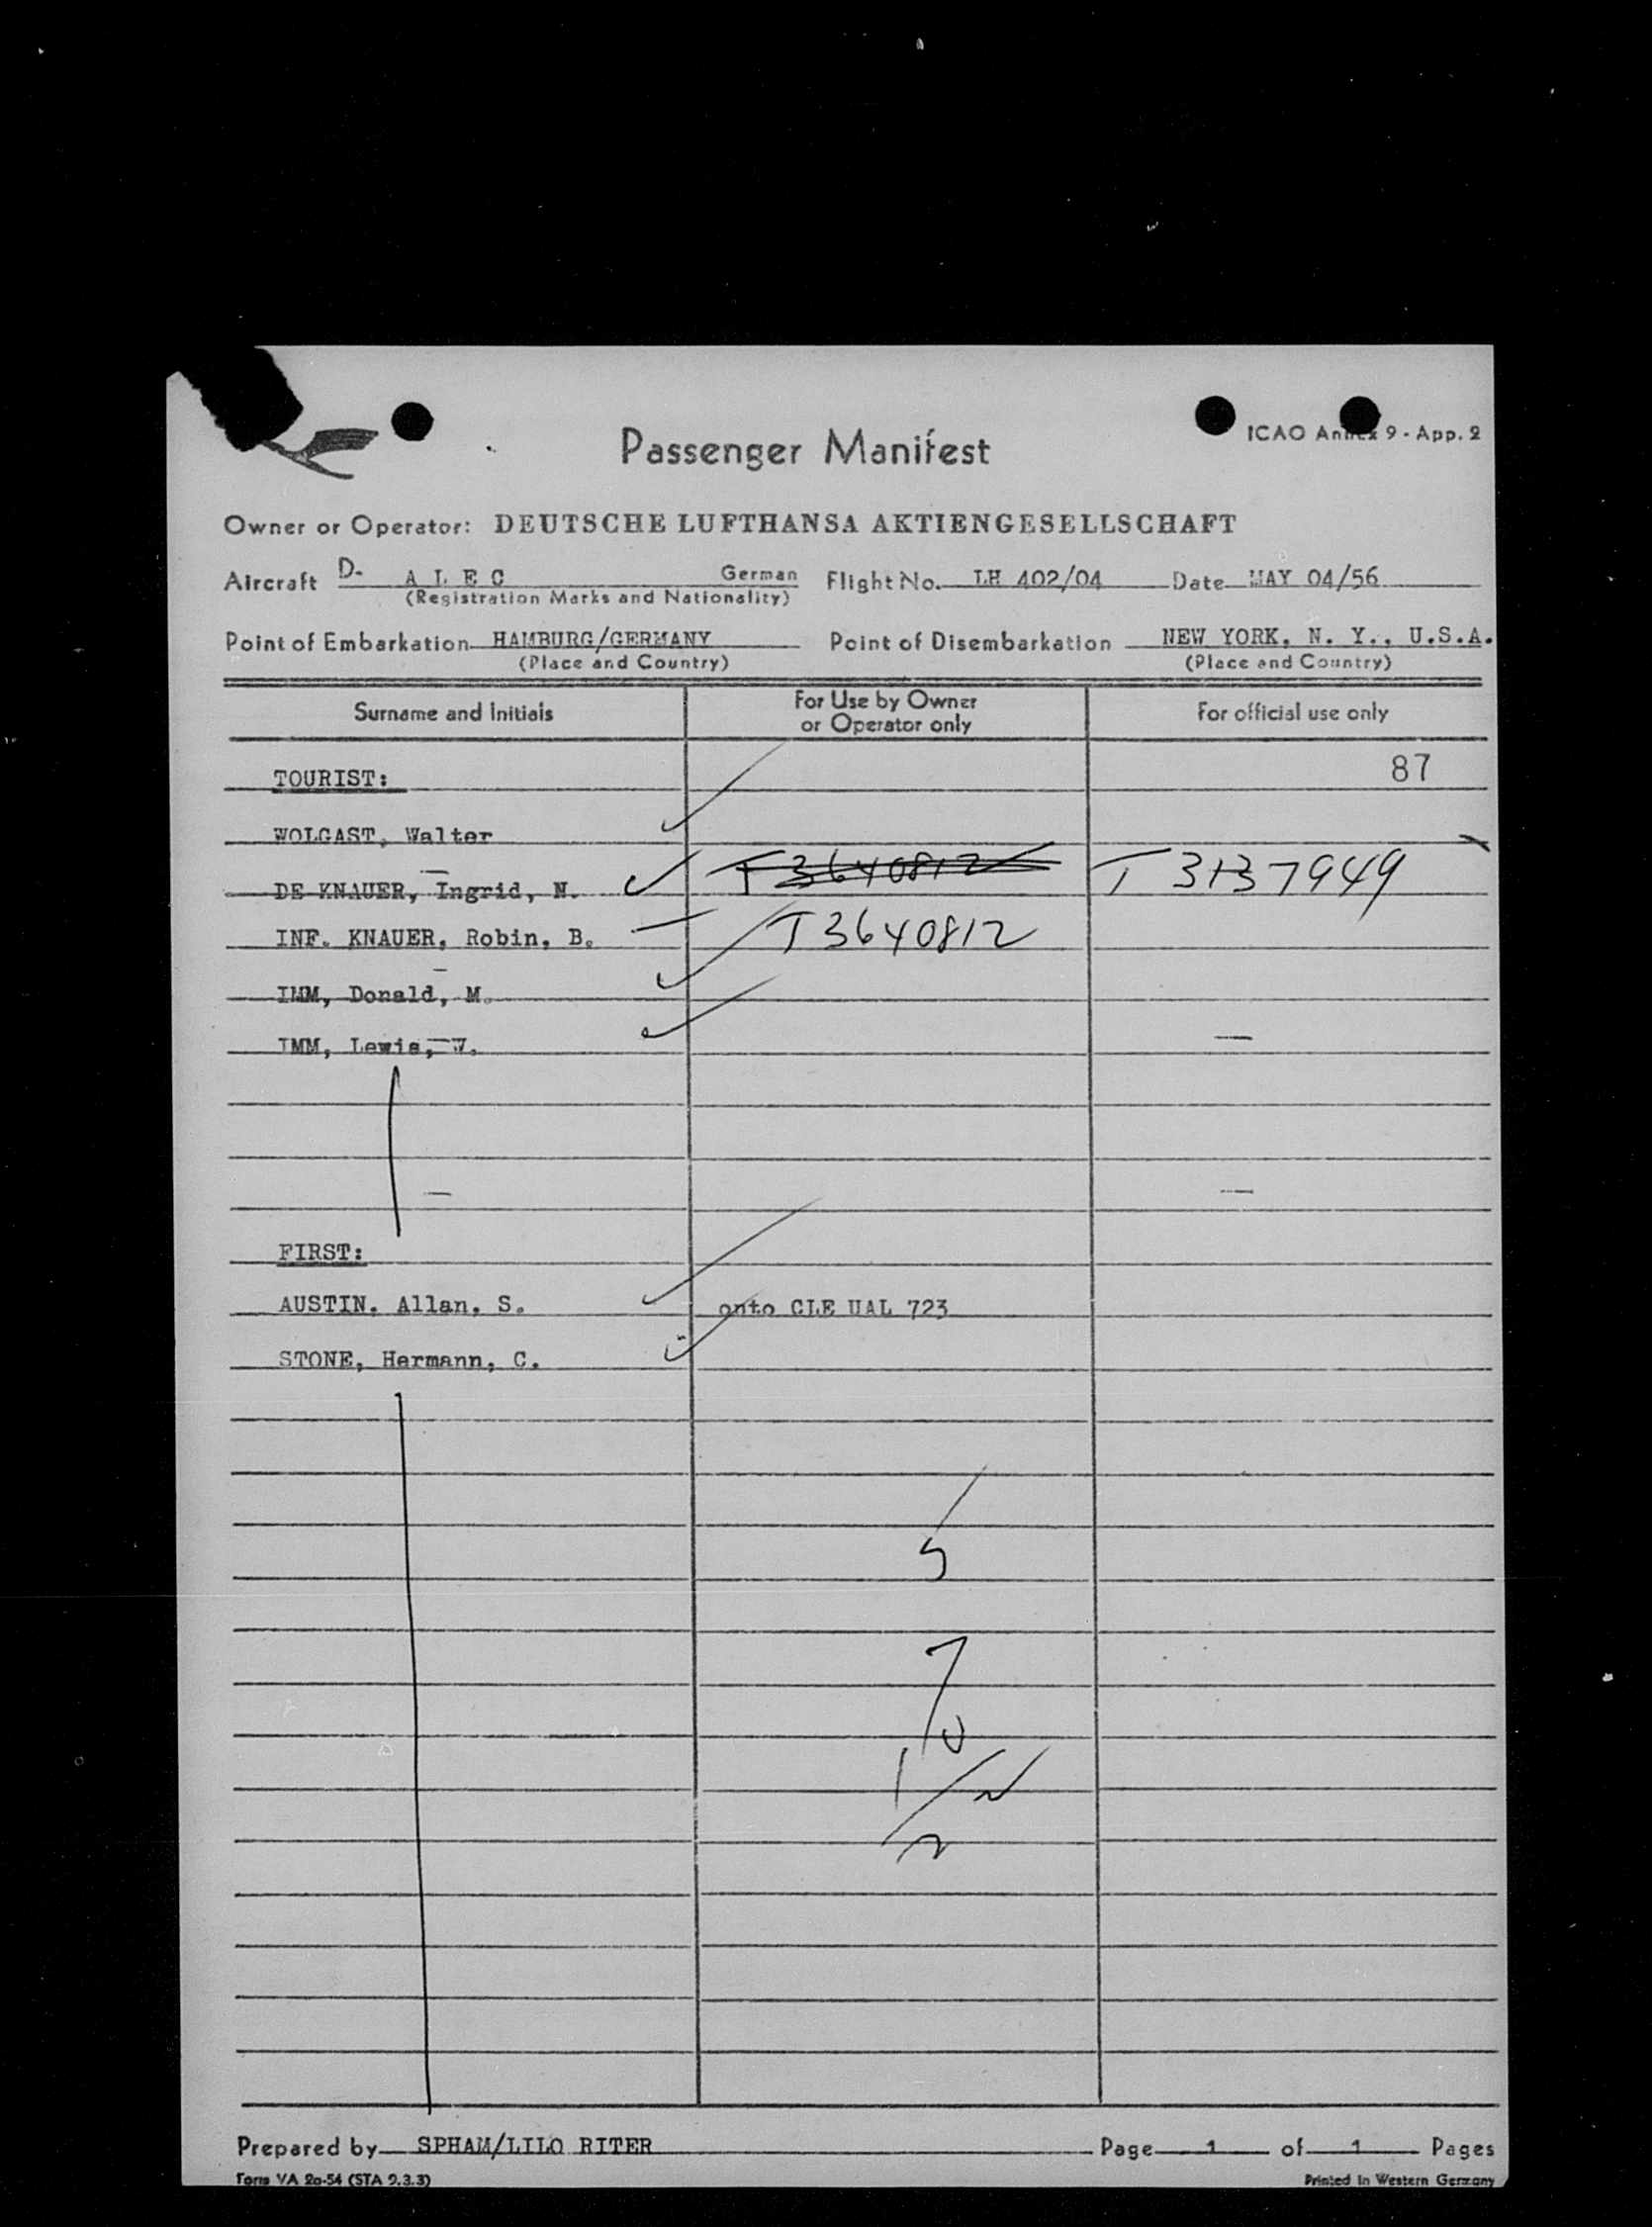 Passenger Manifest
ICAO Annex 9 - App. 2
Owner or Operator: DEUTSCHE LUFTHANSA AKTIENGESELLSCHAFT
Aircraft D- A L E C German Flight No. LH 402/04 Date MAY 04/56
(Registration Marks and Nationality)
Point of Embarkation HAMBURG/GERMANY Point of Disembarkation NEW YORK, N. Y., U.S.A.
(Place and Country) (Place and Country)
Surname and Initials For Use by Owner or Operator only For official use only
TOURIST: 87
WOLGAST, Walter
DE KNAUER, Ingrid, N. T3640812 T 3137949
INF. KNAUER, Robin, B. T3640812
IMM, Donald, M.
IMM, Lewis, W.
FIRST:
AUSTIN, Allan, S. onto CLE UAL 723
STONE, Hermann, C.
5
7
Prepared by SPHAM/LILO RITER Page 1 of 1 Pages
Form VA 20-54 (STA 9.3.3) Printed in Western Germany